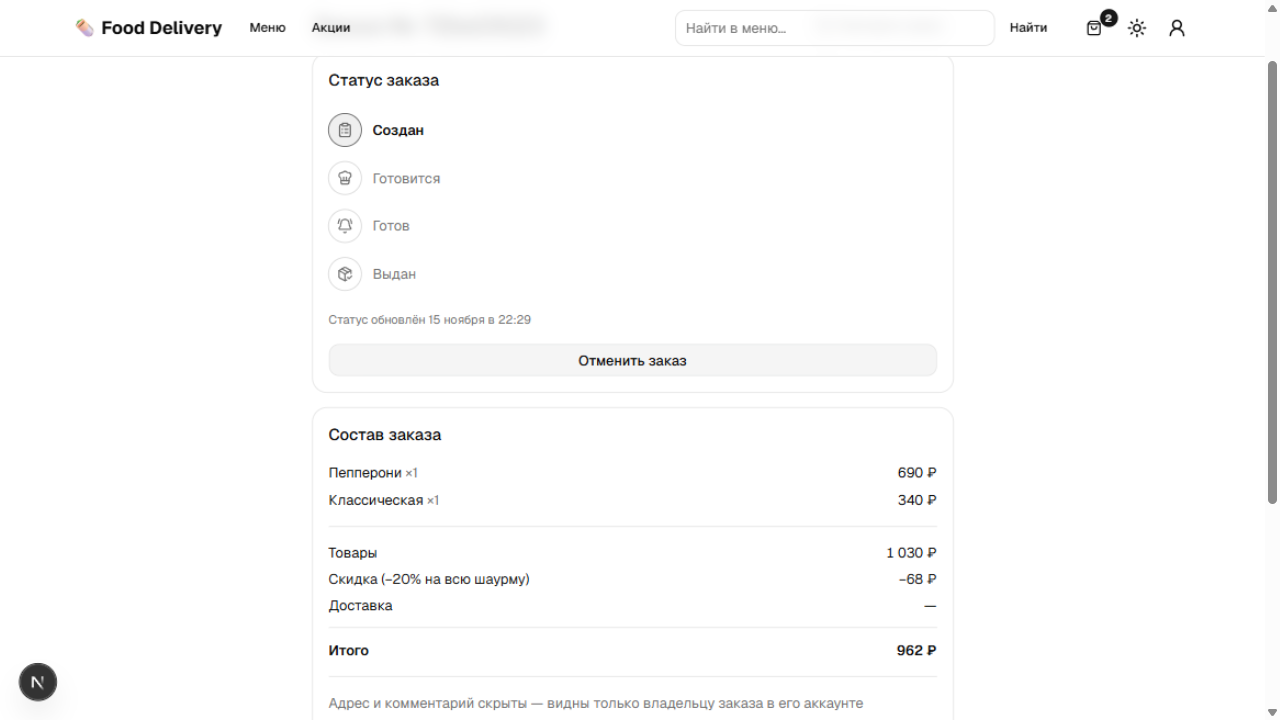 Food Delivery Меню Акции Найти в меню... Найти 2
Статус заказа
Создан
Готовится
Готов
Выдан
Статус обновлён 15 ноября в 22:29
Отменить заказ
Состав заказа
Пепперони ×1 690 ₽
Классическая ×1 340 ₽
Товары 1 030 ₽
Скидка (−20% на всю шаурму) −68 ₽
Доставка —
Итого 962 ₽
N
Адрес и комментарий скрыты — видны только владельцу заказа в его аккаунте